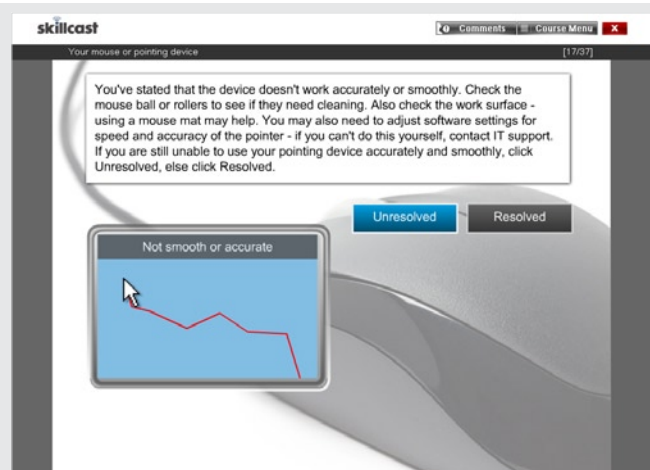 skillcast
0 Comments Course Menu X
Your mouse or pointing device [17/37]
You've stated that the device doesn't work accurately or smoothly. Check the
mouse ball or rollers to see if they need cleaning. Also check the work surface -
using a mouse mat may help. You may also need to adjust software settings for
speed and accuracy of the pointer - if you can't do this yourself, contact IT support.
If you are still unable to use your pointing device accurately and smoothly, click
Unresolved, else click Resolved.
Unresolved Resolved
Not smooth or accurate